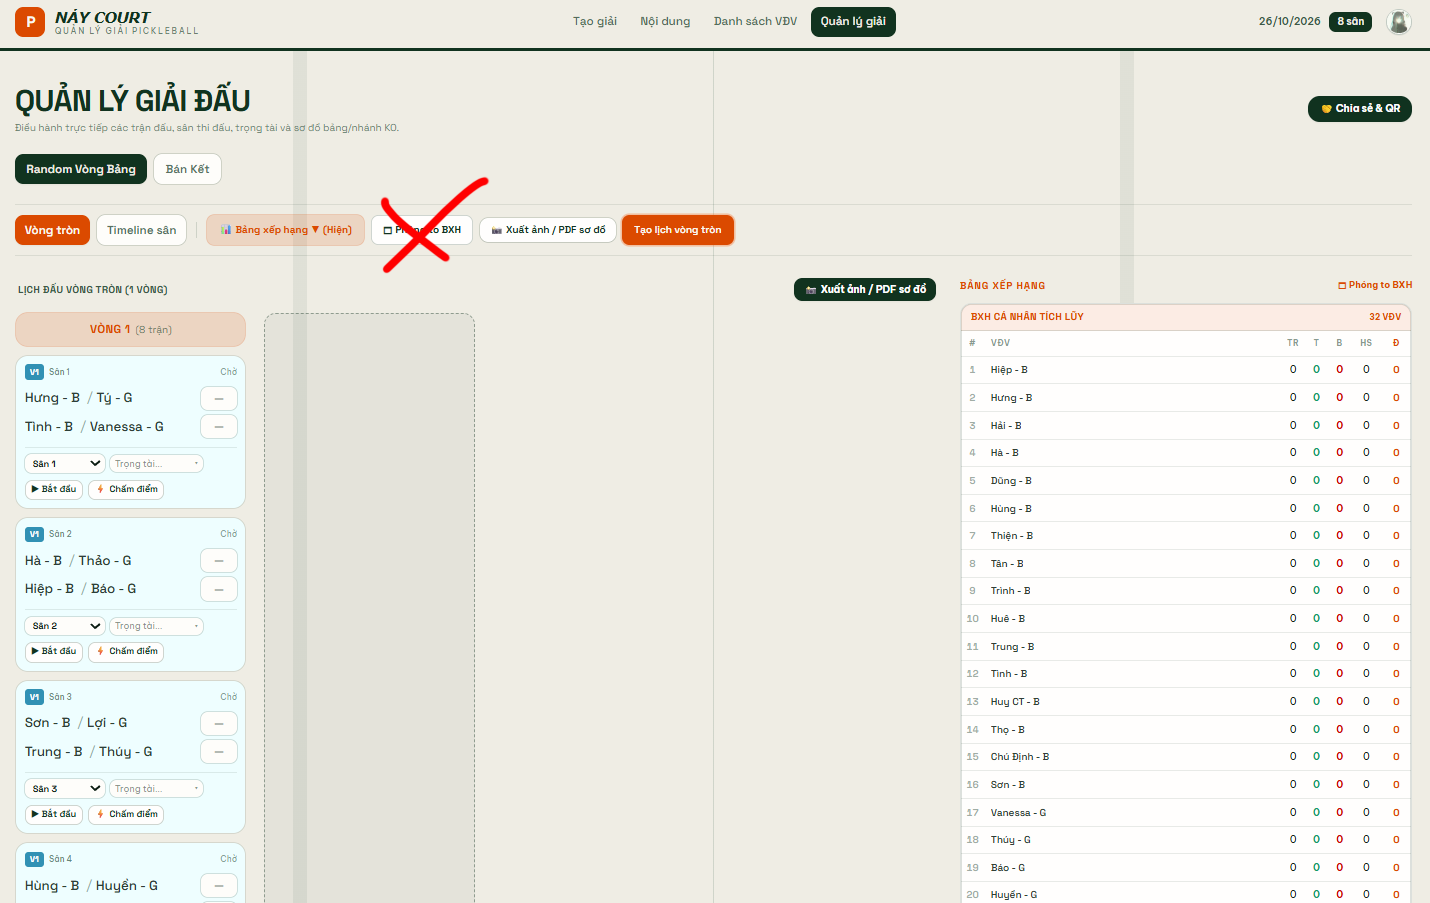 P
NẢY COURT
QUẢN LÝ GIẢI PICKLEBALL
Tạo giải
Nội dung
Danh sách VĐV
Quản lý giải
26/10/2026
8 sân
QUẢN LÝ GIẢI ĐẤU
Điều hành trực tiếp các trận đấu, sân thi đấu, trọng tài và sơ đồ bảng/nhánh KO.
Chia sẻ & QR
Random Vòng Bảng
Bán Kết
Vòng tròn
Timeline sân
Bảng xếp hạng ▼ (Hiện)
to BXH
Xuất ảnh / PDF sơ đồ
Tạo lịch vòng tròn
LỊCH ĐẤU VÒNG TRÒN (1 VÒNG)
Xuất ảnh / PDF sơ đồ
VÒNG 1 (8 trận)
V1 Sân 1 Chờ
Hưng - B / Tý - G —
Tình - B / Vanessa - G —
Sân 1 Trọng tài...
▶ Bắt đầu Chấm điểm
V1 Sân 2 Chờ
Hà - B / Thảo - G —
Hiệp - B / Báo - G —
Sân 2 Trọng tài...
▶ Bắt đầu Chấm điểm
V1 Sân 3 Chờ
Sơn - B / Lợi - G —
Trung - B / Thúy - G —
Sân 3 Trọng tài...
▶ Bắt đầu Chấm điểm
V1 Sân 4 Chờ
Hùng - B / Huyền - G —
BẢNG XẾP HẠNG
Phóng to BXH
BXH CÁ NHÂN TÍCH LŨY 32 VĐV
# VĐV TR T B HS Đ
1 Hiệp - B 0 0 0 0 0
2 Hưng - B 0 0 0 0 0
3 Hải - B 0 0 0 0 0
4 Hà - B 0 0 0 0 0
5 Dũng - B 0 0 0 0 0
6 Hùng - B 0 0 0 0 0
7 Thiện - B 0 0 0 0 0
8 Tân - B 0 0 0 0 0
9 Trình - B 0 0 0 0 0
10 Huê - B 0 0 0 0 0
11 Trung - B 0 0 0 0 0
12 Tình - B 0 0 0 0 0
13 Huy CT - B 0 0 0 0 0
14 Thọ - B 0 0 0 0 0
15 Chú Định - B 0 0 0 0 0
16 Sơn - B 0 0 0 0 0
17 Vanessa - G 0 0 0 0 0
18 Thúy - G 0 0 0 0 0
19 Báo - G 0 0 0 0 0
20 Huyền - G 0 0 0 0 0